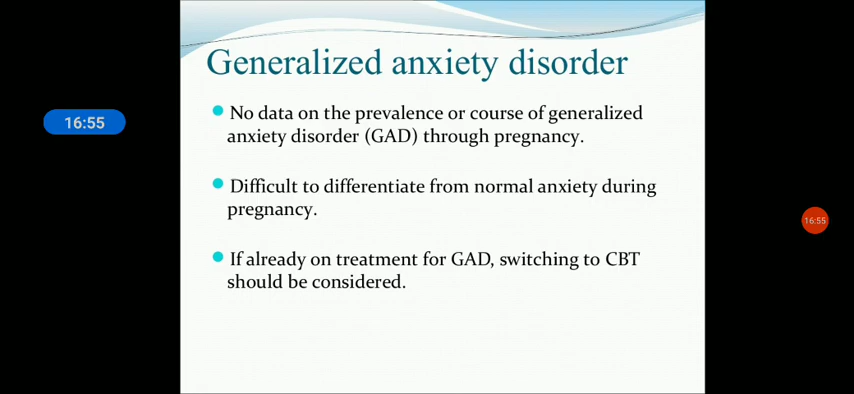 Generalized anxiety disorder
No data on the prevalence or course of generalized
anxiety disorder (GAD) through pregnancy.
16:55
Difficult to differentiate from normal anxiety during
pregnancy.
16:55
If already on treatment for GAD, switching to CBT
should be considered.